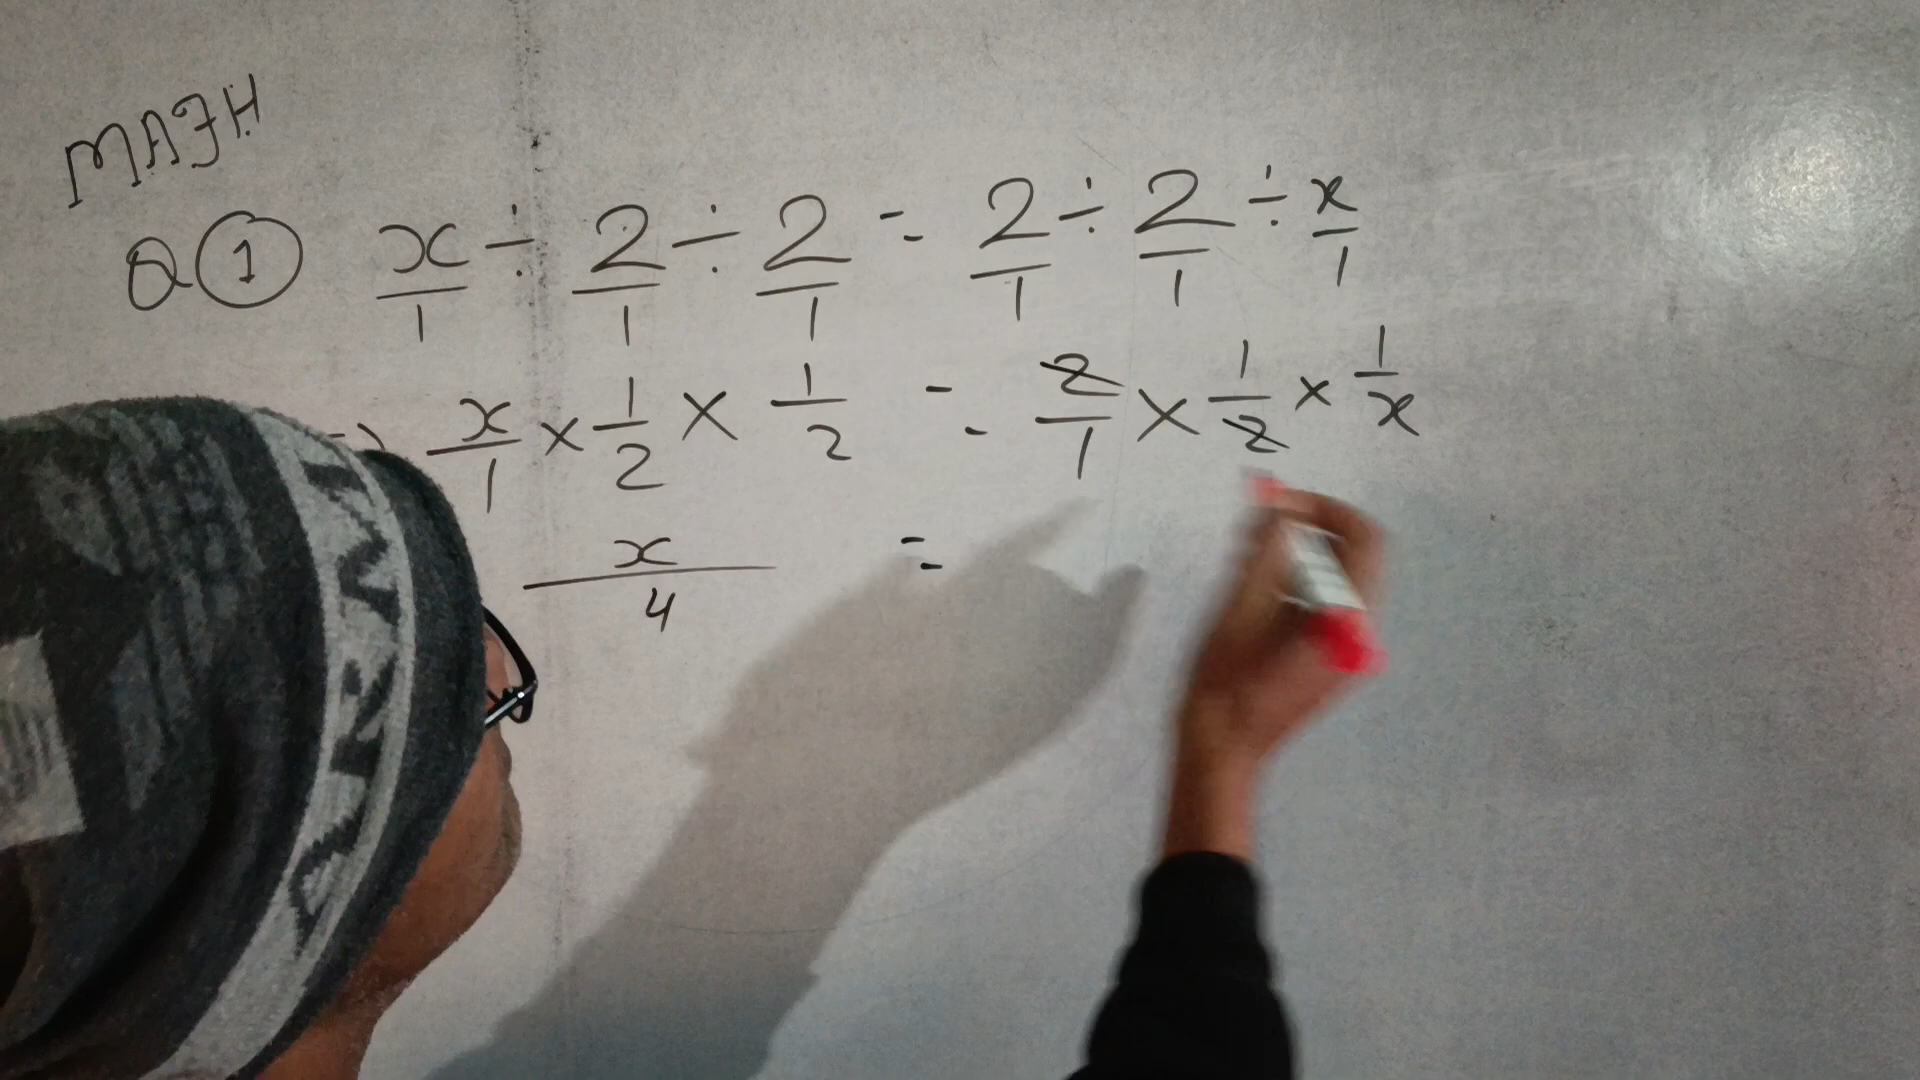 MATH
Q ① x/1 ÷ 2/1 ÷ 2/1 = 2/1 ÷ 2/1 ÷ x/1
x/1 × 1/2 × 1/2 = 2/1 × 1/2 × 1/x
x/4 =